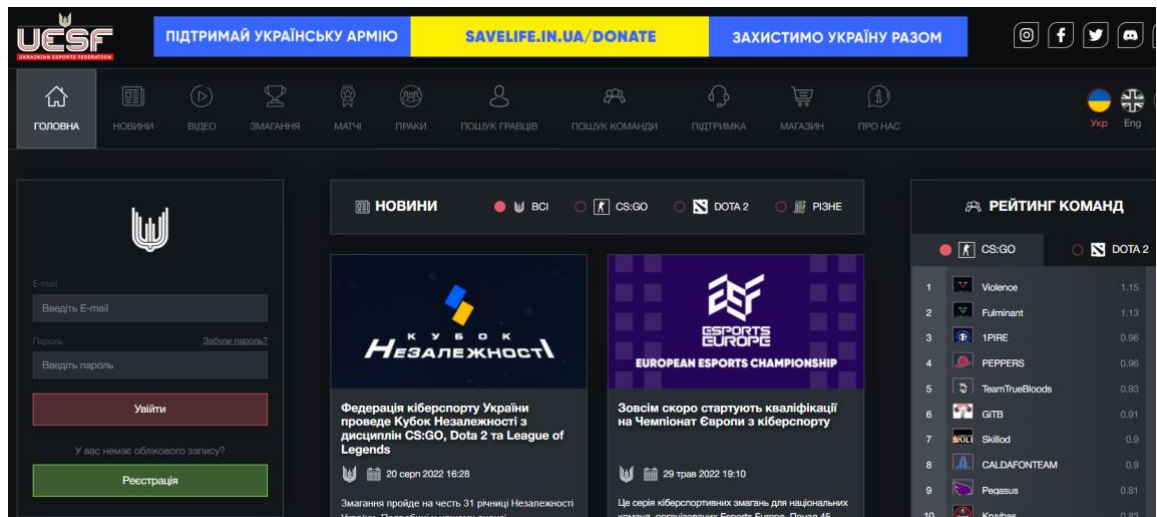 UESF
UKRAINIAN ESPORTS FEDERATION
ПІДТРИМАЙ УКРАЇНСЬКУ АРМІЮ
SAVELIFE.IN.UA/DONATE
ЗАХИСТИМО УКРАЇНУ РАЗОМ
ГОЛОВНА
НОВИНИ
ВІДЕО
ЗМАГАННЯ
МАТЧІ
ПРАКИ
ПОШУК ГРАВЦІВ
ПОШУК КОМАНДИ
ПІДТРИМКА
МАГАЗИН
ПРО НАС
Укр
Eng
E-mail
Введіть E-mail
Пароль
Забули пароль?
Введіть пароль
Увійти
У вас немає облікового запису?
Реєстрація
НОВИНИ
ВСІ
CS:GO
DOTA 2
РІЗНЕ
КУБОК
НЕЗАЛЕЖНОСТІ
Федерація кіберспорту України
проведе Кубок Незалежності з
дисциплін CS:GO, Dota 2 та League of
Legends
20 серп 2022 16:28
Змагання пройде на честь 31 річниці Незалежності
ESF
ESPORTS
EUROPE
EUROPEAN ESPORTS CHAMPIONSHIP
Зовсім скоро стартують кваліфікації
на Чемпіонат Європи з кіберспорту
29 трав 2022 19:10
Це серія кіберспортивних змагань для національних
РЕЙТИНГ КОМАНД
CS:GO
DOTA 2
1 Violence 1.15
2 Fulminant 1.13
3 1PIRE 0.96
4 PEPPERS 0.96
5 TeamTrueBloods 0.93
6 GITB 0.91
7 Skillod 0.9
8 CALDAFONTEAM 0.9
9 Pegasus 0.81